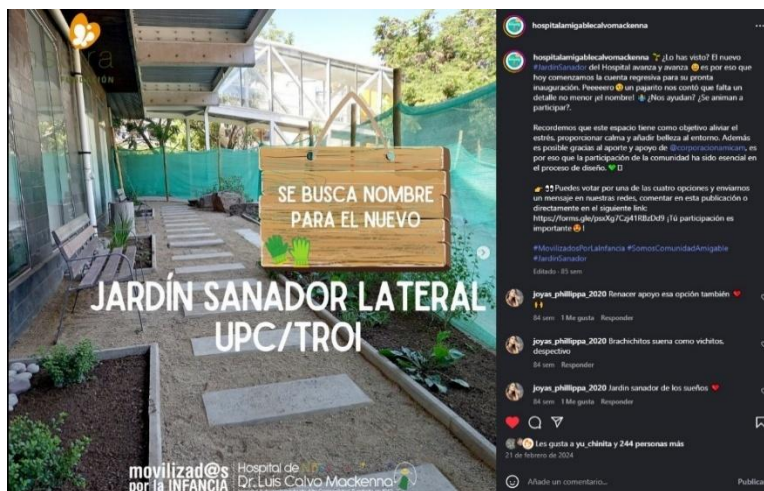 FUNDACIÓN
SE BUSCA NOMBRE
PARA EL NUEVO
JARDÍN SANADOR LATERAL
UPC/TROI
movilizad@s
por la INFANCIA
Hospital de Niños
Dr. Luis Calvo Mackenna
hospitalamigablecalvomackenna
hospitalamigablecalvomackenna 🌱¿Lo has visto? El nuevo
#JardínSanador del Hospital avanza y avanza 😀 es por eso que
hoy comenzamos la cuenta regresiva para su pronta
inauguración. Peeeeero🧐 un pajarito nos contó que falta un
detalle no menor ¡el nombre! ¿Nos ayudan? ¿Se animan a
participar?.
Recordemos que este espacio tiene como objetivo aliviar el
estrés, proporcionar calma y añadir belleza al entorno. Además
es posible gracias al aporte y apoyo de @corporacionamicam, es
por eso que la participación de la comunidad ha sido esencial en
el proceso de diseño. 💚
👉 Puedes votar por una de las cuatro opciones y enviarnos
un mensaje en nuestras redes, comentar en esta publicación o
directamente en el siguiente link:
¡Tú participación es
importante🤩!
#MovilizadosPorLaInfancia #SomosComunidadAmigable
#JardínSanador
Editado · 85 sem
joyas_phillippa_2020 Renacer apoyo esa opción también ❤️
🙌
84 sem 1 Me gusta Responder
joyas_phillippa_2020 Brachichitos suena como vichitos,
despectivo
84 sem Responder
joyas_phillippa_2020 Jardin sanador de los sueños ❤️
84 sem 1 Me gusta Responder
Les gusta a yu_chinita y 244 personas más
21 de febrero de 2024
Añade un comentario...
Publica